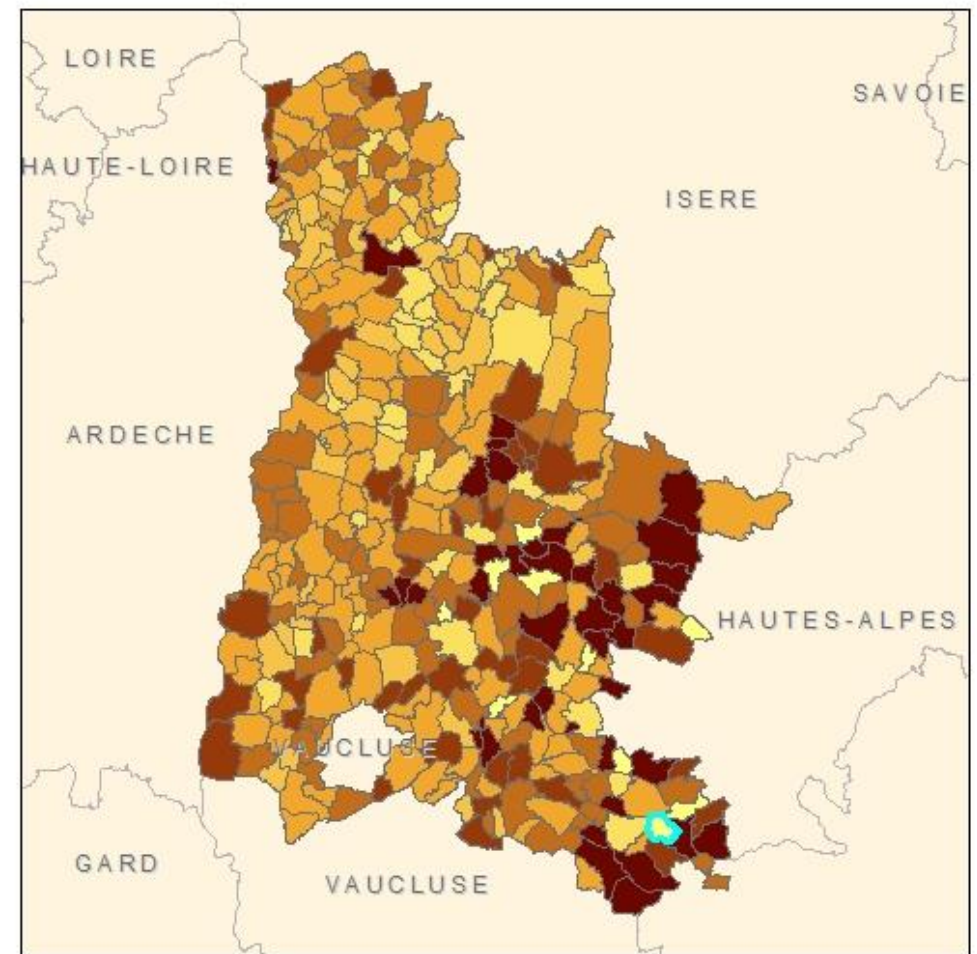 LOIRE
SAVOIE
HAUTE-LOIRE
ISERE
ARDECHE
HAUTES-ALPES
VAUCLUSE
GARD
VAUCLUSE